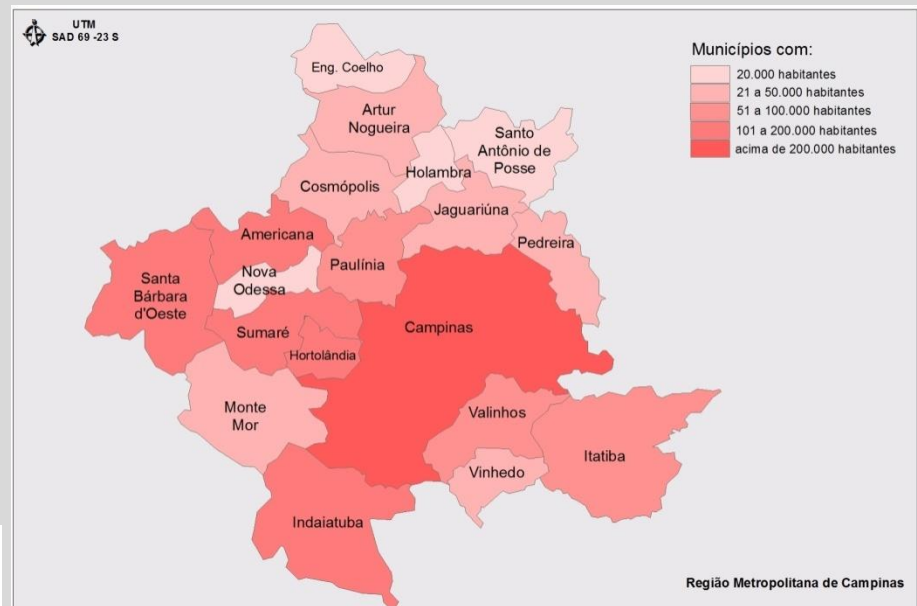 UTM
SAD 69 -23 S
Municípios com:
20.000 habitantes
21 a 50.000 habitantes
51 a 100.000 habitantes
101 a 200.000 habitantes
acima de 200.000 habitantes
Eng. Coelho
Artur
Nogueira
Santo
Antônio de
Posse
Holambra
Cosmópolis
Jaguariúna
Americana
Pedreira
Paulínia
Nova
Odessa
Santa
Bárbara
d'Oeste
Sumaré
Campinas
Hortolândia
Monte
Mor
Valinhos
Itatiba
Vinhedo
Indaiatuba
Região Metropolitana de Campinas